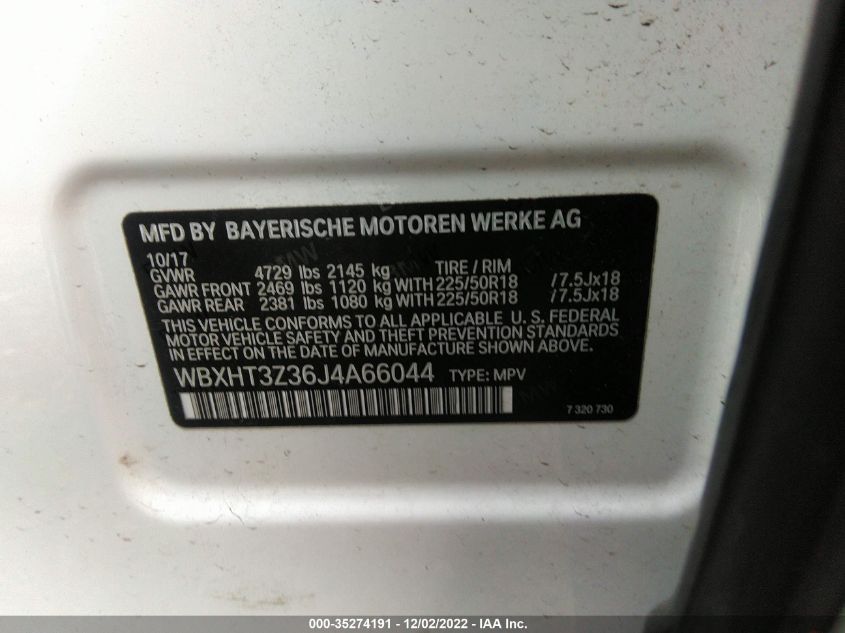 MFD BY BAYERISCHE MOTOREN WERKE AG
10/17
GVWR 4729 lbs 2145 kg TIRE / RIM
GAWR FRONT 2469 lbs 1120 kg WITH 225/50R18 /7.5Jx18
GAWR REAR 2381 lbs 1080 kg WITH 225/50R18 /7.5Jx18
THIS VEHICLE CONFORMS TO ALL APPLICABLE U. S. FEDERAL
MOTOR VEHICLE SAFETY AND THEFT PREVENTION STANDARDS
IN EFFECT ON THE DATE OF MANUFACTURE SHOWN ABOVE.
WBXHT3Z36J4A66044 TYPE: MPV
7 320 730
000-35274191 - 12/02/2022 - IAA Inc.